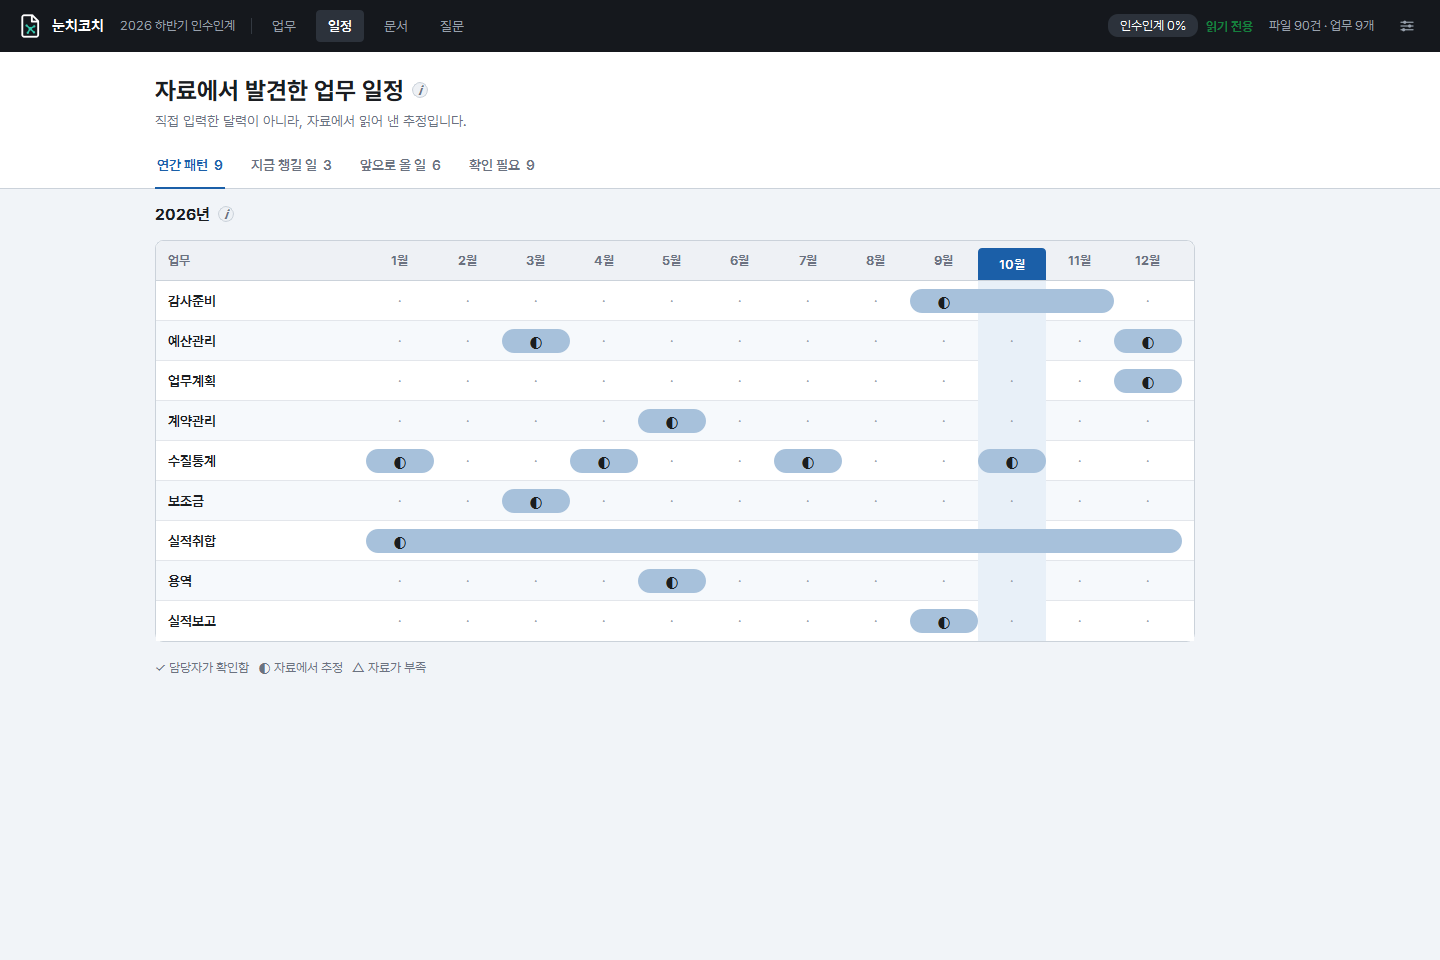 눈치코치 2026 하반기 인수인계 업무 일정 문서 질문 인수인계 0% 읽기 전용 파일 90건 · 업무 9개
자료에서 발견한 업무 일정 i
직접 입력한 달력이 아니라, 자료에서 읽어 낸 추정입니다.
연간 패턴 9 지금 챙길 일 3 앞으로 올 일 6 확인 필요 9
2026년 i
업무 1월 2월 3월 4월 5월 6월 7월 8월 9월 10월 11월 12월
감사준비
예산관리
업무계획
계약관리
수질통계
보조금
실적취합
용역
실적보고
✓ 담당자가 확인함 ◐ 자료에서 추정 △ 자료가 부족